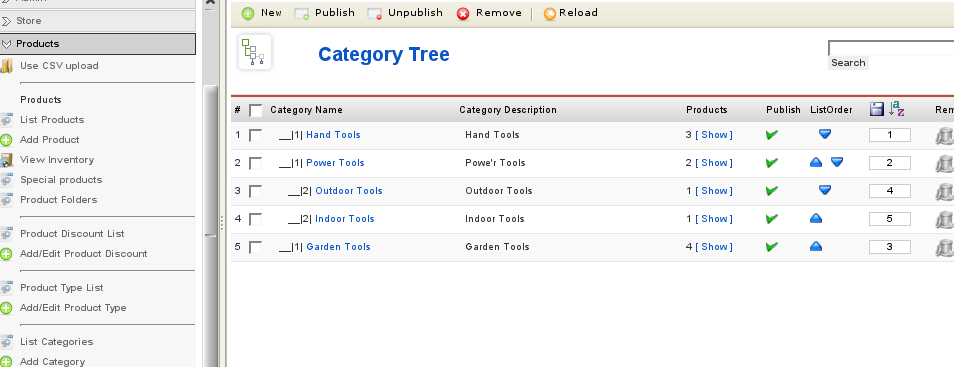 Store
Products
Use CSV upload
Products
List Products
Add Product
View Inventory
Special products
Product Folders
Product Discount List
Add/Edit Product Discount
Product Type List
Add/Edit Product Type
List Categories
Add Category
New Publish Unpublish Remove Reload
Category Tree
Search
# Category Name Category Description Products Publish ListOrder
1 __|1| Hand Tools Hand Tools 3 [ Show ] 1
2 __|1| Power Tools Powe'r Tools 2 [ Show ] 2
3 __|2| Outdoor Tools Outdoor Tools 1 [ Show ] 4
4 __|2| Indoor Tools Indoor Tools 1 [ Show ] 5
5 __|1| Garden Tools Garden Tools 4 [ Show ] 3